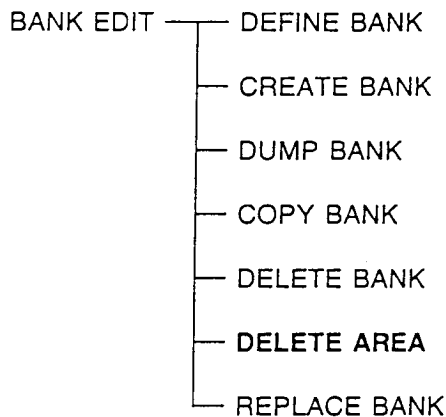 BANK EDIT DEFINE BANK
CREATE BANK
DUMP BANK
COPY BANK
DELETE BANK
DELETE AREA
REPLACE BANK